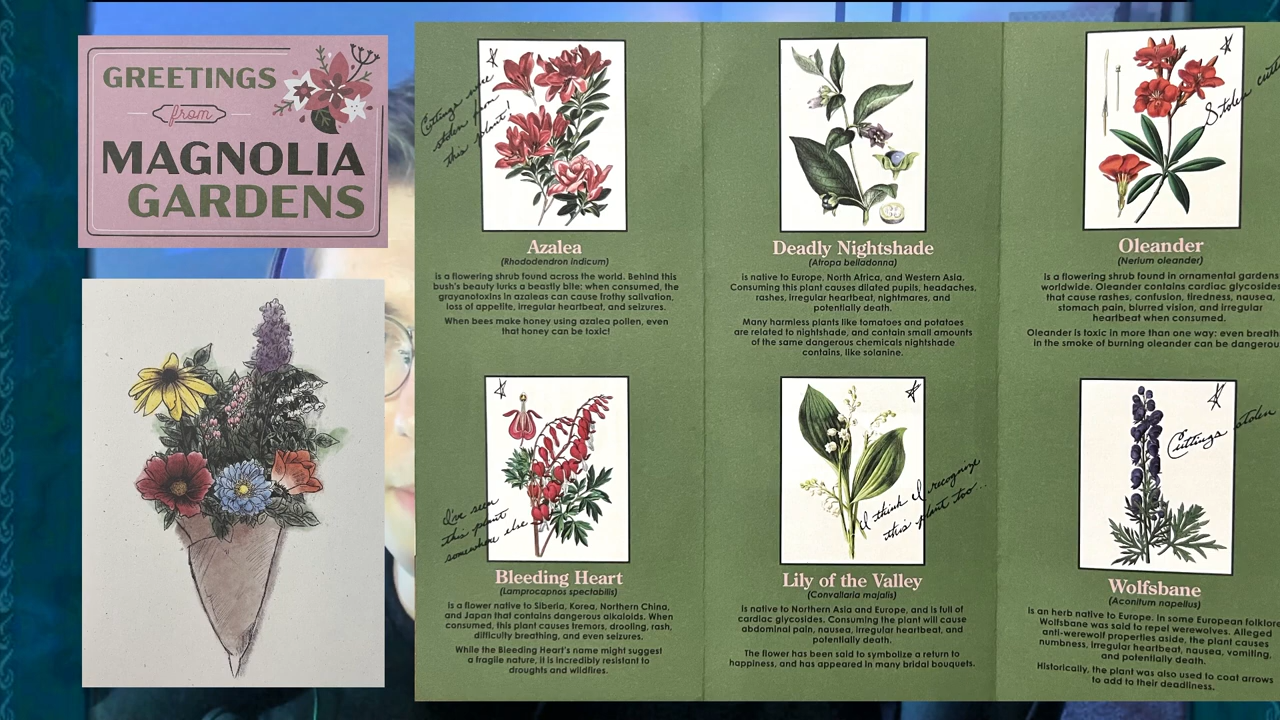 GREETINGS
from
MAGNOLIA
GARDENS
Cuttings were
stolen from
this plant!
Azalea
(Rhododendron indicum)
is a flowering shrub found across the world. Behind this
bush's beauty lurks a beastly bite: when consumed, the
grayanotoxins in azaleas can cause frothy salivation,
loss of appetite, irregular heartbeat, and seizures.
When bees make honey using azalea pollen, even
that honey can be toxic!
Deadly Nightshade
(Atropa belladonna)
is native to Europe, North Africa, and Western Asia.
Consuming this plant causes dilated pupils, headaches,
rashes, irregular heartbeat, nightmares, and
potentially death.
Many harmless plants like tomatoes and potatoes
are related to nightshade, and contain small amounts
of the same dangerous chemicals nightshade
contains, like solanine.
Stolen
Oleander
(Nerium oleander)
is a flowering shrub found in ornamental gardens
worldwide. Oleander contains cardiac glycosides
that cause rashes, confusion, tiredness, nausea,
stomach pain, blurred vision, and irregular
heartbeat when consumed.
Oleander is toxic in more than one way: even breath
in the smoke of burning oleander can be dangerou
I've seen
this plant
somewhere else
Bleeding Heart
(Lamprocapnos spectabilis)
is a flower native to Siberia, Korea, Northern China,
and Japan that contains dangerous alkaloids. When
consumed, this plant causes tremors, drooling, rash,
difficulty breathing, and even seizures.
While the Bleeding Heart's name might suggest
a fragile nature, it is incredibly resistant to
droughts and wildfires.
I think I recognize
this plant too..
Lily of the Valley
(Convallaria majalis)
is native to Northern Asia and Europe, and is full of
cardiac glycosides. Consuming the plant will cause
abdominal pain, nausea, irregular heartbeat, and
potentially death.
The flower has been said to symbolize a return to
happiness, and has appeared in many bridal bouquets.
Cuttings stolen
Wolfsbane
(Aconitum napellus)
is an herb native to Europe. In some European folklore
Wolfsbane was said to repel werewolves. Alleged
anti-werewolf properties aside, the plant causes
numbness, irregular heartbeat, nausea, vomiting,
and potentially death.
Historically, the plant was also used to coat arrows
to add to their deadliness.